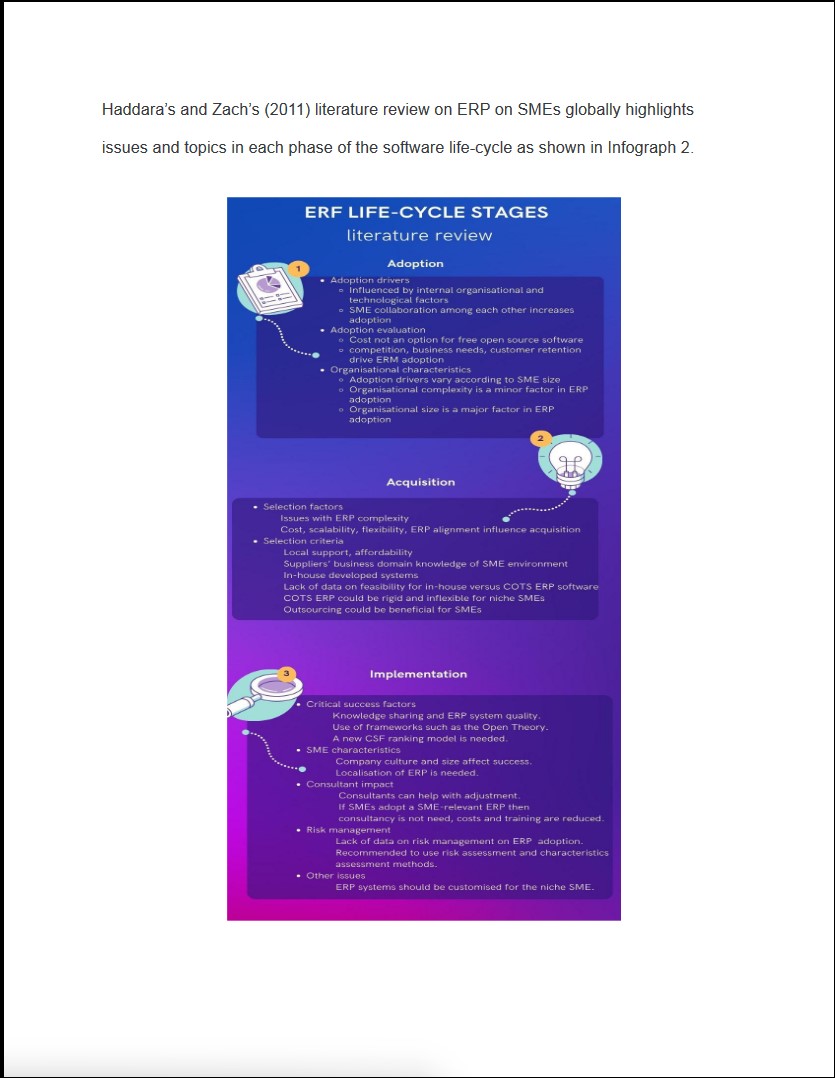 Haddara’s and Zach’s (2011) literature review on ERP on SMEs globally highlights
issues and topics in each phase of the software life-cycle as shown in Infograph 2.
ERF LIFE-CYCLE STAGES
literature review
1
Adoption
• Adoption drivers
◦ Influenced by internal organisational and
technological factors
◦ SME collaboration among each other increases
adoption
• Adoption evaluation
◦ Cost not an option for free open source software
◦ competition, business needs, customer retention
drive ERM adoption
• Organisational characteristics
◦ Adoption drivers vary according to SME size
◦ Organisational complexity is a minor factor in ERP
adoption
◦ Organisational size is a major factor in ERP
adoption
2
Acquisition
• Selection factors
Issues with ERP complexity
Cost, scalability, flexibility, ERP alignment influence acquisition
• Selection criteria
Local support, affordability
Suppliers' business domain knowledge of SME environment
In-house developed systems
Lack of data on feasibility for in-house versus COTS ERP software
COTS ERP could be rigid and inflexible for niche SMEs
Outsourcing could be beneficial for SMEs
3
Implementation
• Critical success factors
Knowledge sharing and ERP system quality.
Use of frameworks such as the Open Theory.
A new CSF ranking model is needed.
• SME characteristics
Company culture and size affect success.
Localisation of ERP is needed.
• Consultant impact
Consultants can help with adjustment.
If SMEs adopt a SME-relevant ERP then
consultancy is not need, costs and training are reduced.
• Risk management
Lack of data on risk management on ERP adoption.
Recommended to use risk assessment and characteristics
assessment methods.
• Other issues
ERP systems should be customised for the niche SME.